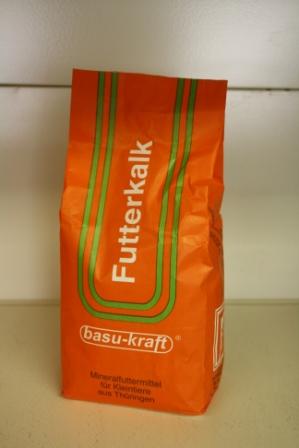 Futterkalk
basu-kraft®
Mineralfuttermittel
für Kleintiere
aus Thüringen